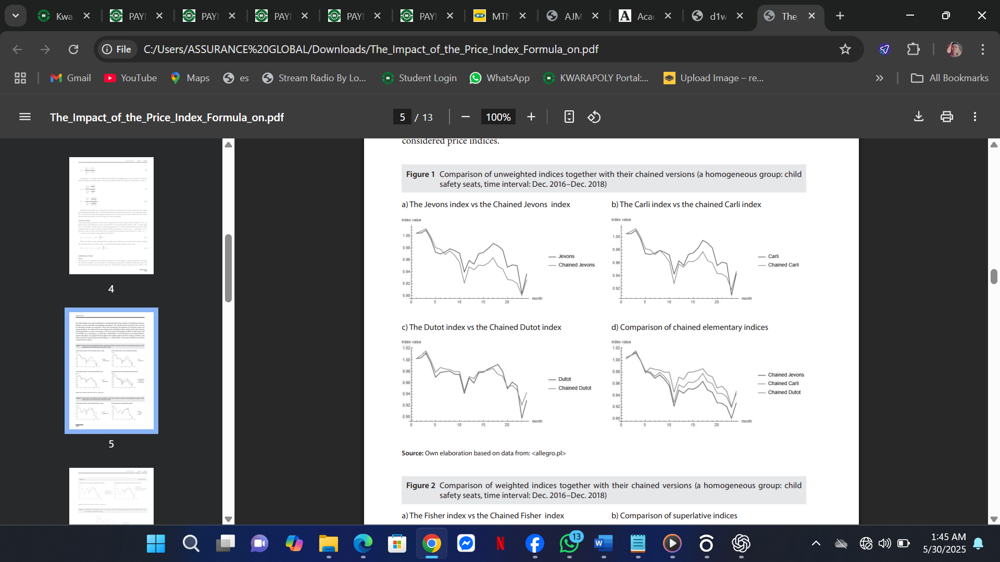 Kwa
PAYI
PAYI
PAYI
PAYI
PAYI
MTN
AJM
Aca
d1w
The_
File
C:/Users/ASSURANCE%20GLOBAL/Downloads/The_Impact_of_the_Price_Index_Formula_on.pdf
Gmail
YouTube
Maps
es
Stream Radio By Lo...
Student Login
WhatsApp
KWARAPOLY Portal:...
Upload Image – re...
All Bookmarks
The_Impact_of_the_Price_Index_Formula_on.pdf
5 / 13
100%
4
5
considered price indices.
Figure 1 Comparison of unweighted indices together with their chained versions (a homogeneous group: child
safety seats, time interval: Dec. 2016–Dec. 2018)
a) The Jevons index vs the Chained Jevons index
index value
1.00
0.98
0.96
0.94
0.92
0.90
0 5 10 15 20
month
Jevons
Chained Jevons
b) The Carli index vs the chained Carli index
index value
1.00
0.98
0.96
0.94
0.92
0 5 10 15 20
month
Carli
Chained Carli
c) The Dutot index vs the Chained Dutot index
index value
1.02
1.00
0.98
0.96
0.94
0.92
0.90
0 5 10 15 20
month
Dutot
Chained Dutot
d) Comparison of chained elementary indices
index value
1.02
1.00
0.98
0.96
0.94
0.92
0.90
0 5 10 15 20
month
Chained Jevons
Chained Carli
Chained Dutot
Source: Own elaboration based on data from: <allegro.pl>
Figure 2 Comparison of weighted indices together with their chained versions (a homogeneous group: child
safety seats, time interval: Dec. 2016–Dec. 2018)
a) The Fisher index vs the Chained Fisher index
b) Comparison of superlative indices
13
1:45 AM
5/30/2025